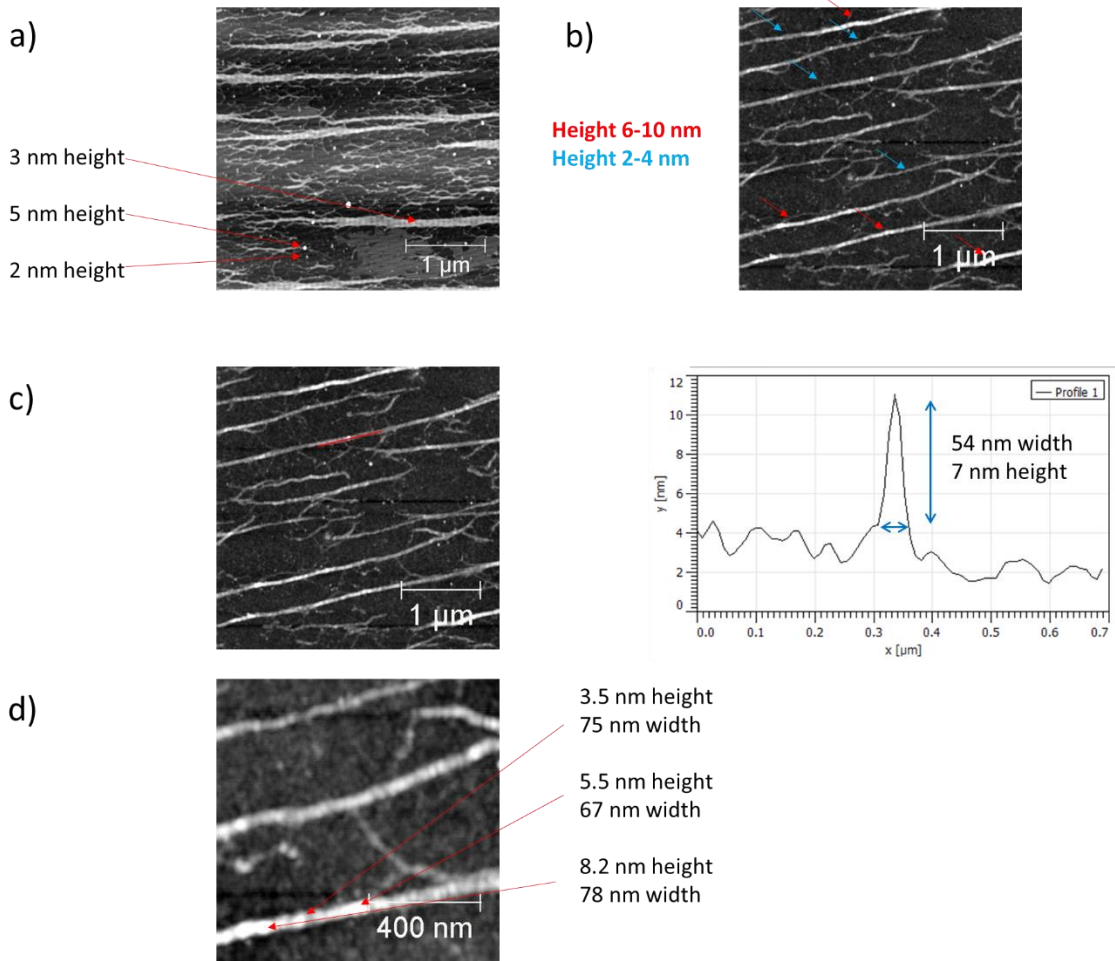 a)
3 nm height
5 nm height
2 nm height
1 μm
b)
Height 6-10 nm
Height 2-4 nm
1 μm
c)
1 μm
12
10
8
6
4
2
0
y [nm]
0.0 0.1 0.2 0.3 0.4 0.5 0.6 0.7
x [μm]
Profile 1
54 nm width
7 nm height
d)
400 nm
3.5 nm height
75 nm width
5.5 nm height
67 nm width
8.2 nm height
78 nm width